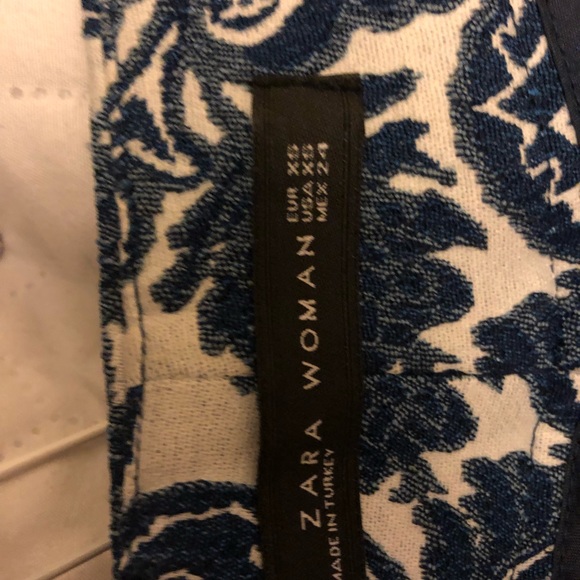 ZARA WOMAN
MADE IN TURKEY
EUR XS
USA XS
MEX 24